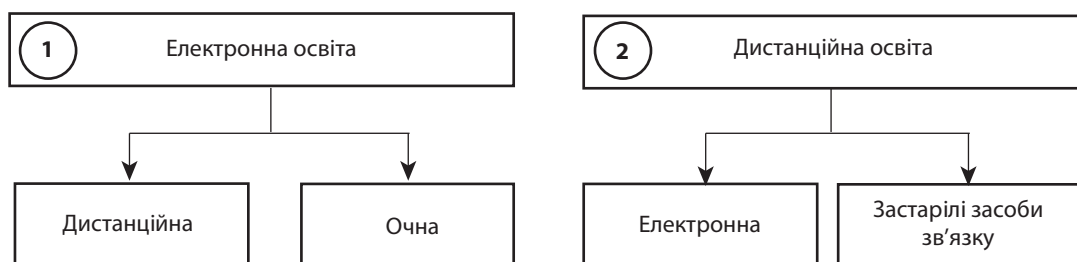 1 Електронна освіта
2 Дистанційна освіта
Дистанційна
Очна
Електронна
Застарілі засоби
зв’язку